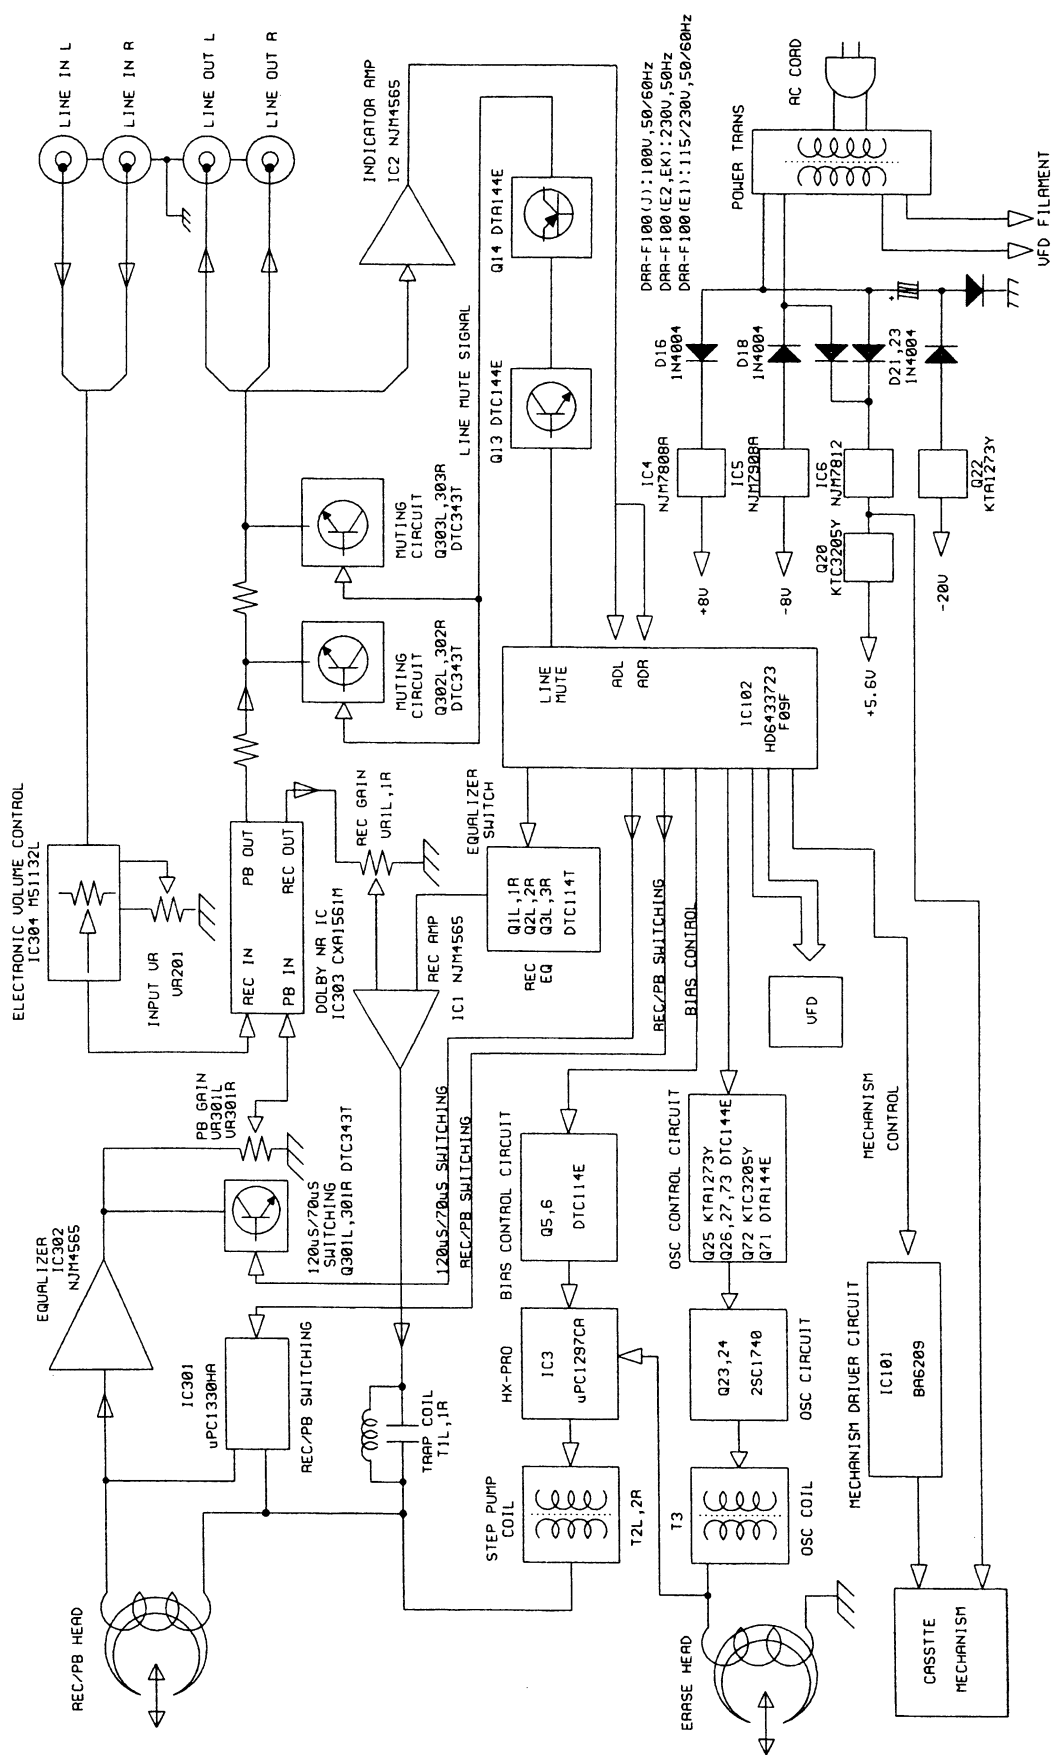 REC/PB HEAD
EQUALIZER
IC302
NJM4565
IC301
uPC1330HA
REC/PB SWITCHING
120uS/70uS
SWITCHING
Q301L,301R DTC343T
PB GAIN
VR301L
VR301R
ELECTRONIC VOLUME CONTROL
IC304 M51132L
INPUT VR
VR201
REC IN
PB OUT
PB IN
REC OUT
DOLBY NR IC
IC303 CXA1561M
REC GAIN
VR1L,1R
LINE IN L
LINE IN R
LINE OUT L
LINE OUT R
MUTING
CIRCUIT
Q302L,302R
DTC343T
MUTING
CIRCUIT
Q303L,303R
DTC343T
INDICATOR AMP
IC2 NJM4565
LINE MUTE SIGNAL
Q13 DTC144E
Q14 DTA144E
TRAP COIL
T1L,1R
REC AMP
IC1 NJM4565
120uS/70uS SWITCHING
REC/PB SWITCHING
EQUALIZER
SWITCH
Q1L,1R
Q2L,2R
Q3L,3R
DTC114T
REC
EQ
LINE
MUTE
ADL
ADR
IC102
HD6433723
F09F
REC/PB SWITCHING
BIAS CONTROL
STEP PUMP
COIL
T2L,2R
HX-PRO
IC3
uPC1297CA
BIAS CONTROL CIRCUIT
Q5,6
DTC114E
ERASE HEAD
T3
OSC COIL
Q23,24
2SC1740
OSC CIRCUIT
OSC CONTROL CIRCUIT
Q25 KTA1273Y
Q26,27,73 DTC144E
Q72 KTC3205Y
Q71 DTA144E
VFD
MECHANISM
CONTROL
MECHANISM DRIVER CIRCUIT
IC101
BA6209
CASSTTE
MECHANISM
DRR-F100(J):100V,50/60Hz
DRR-F100(E2,EK):230V,50Hz
DRR-F100(E1):115/230V,50/60Hz
POWER TRANS
AC CORD
+8V
IC4
NJM7808A
D16
1N4004
-8V
IC5
NJM7908A
D18
1N4004
+5.6V
Q20
KTC3205Y
IC6
NJM7812
D21,23
1N4004
+
-20V
Q22
KTA1273Y
VFD FILAMENT